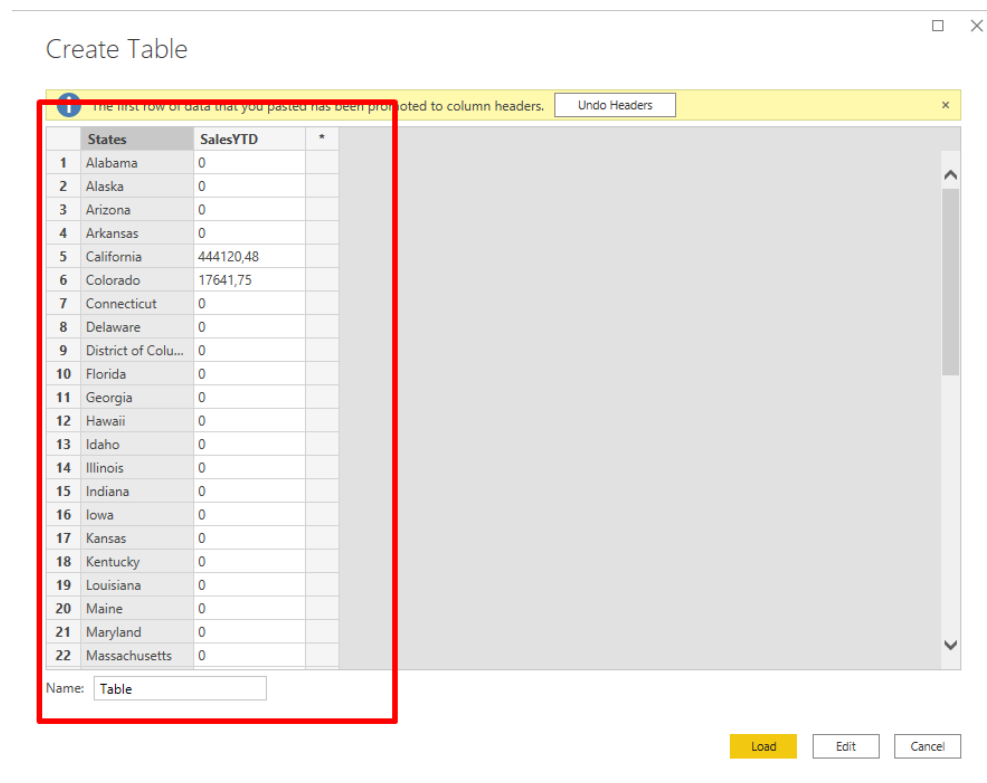 Create Table
The first row of data that you pasted has been promoted to column headers. Undo Headers
States SalesYTD *
1 Alabama 0
2 Alaska 0
3 Arizona 0
4 Arkansas 0
5 California 444120,48
6 Colorado 17641,75
7 Connecticut 0
8 Delaware 0
9 District of Colu... 0
10 Florida 0
11 Georgia 0
12 Hawaii 0
13 Idaho 0
14 Illinois 0
15 Indiana 0
16 Iowa 0
17 Kansas 0
18 Kentucky 0
19 Louisiana 0
20 Maine 0
21 Maryland 0
22 Massachusetts 0
Name: Table
Load Edit Cancel